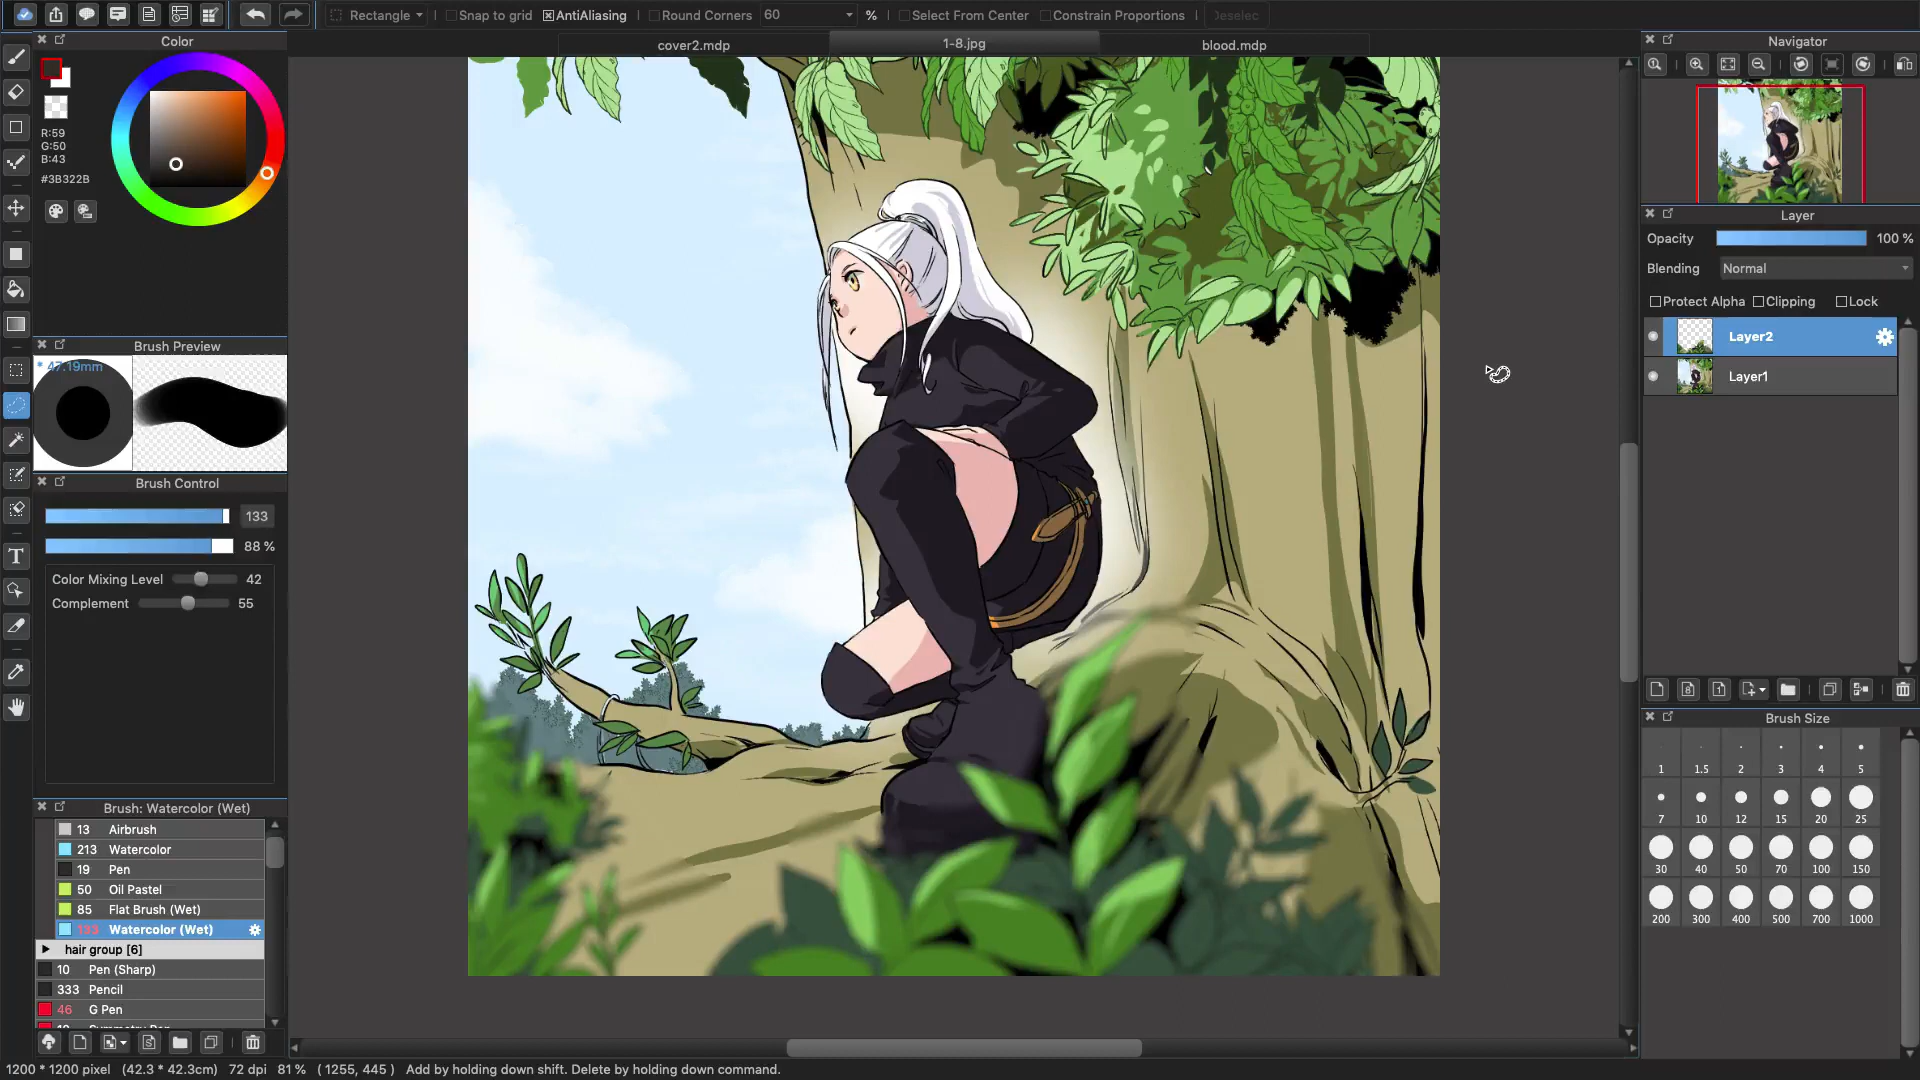 Rectangle
Snap to grid
AntiAliasing
Round Corners
60
%
Select From Center
Constrain Proportions
Deselec
cover2.mdp
1-8.jpg
blood.mdp
Color
R:59
G:50
B:43
#3B322B
Brush Preview
* 47.19mm
Brush Control
133
88 %
Color Mixing Level 42
Complement 55
Brush: Watercolor (Wet)
13 Airbrush
213 Watercolor
19 Pen
50 Oil Pastel
85 Flat Brush (Wet)
133 Watercolor (Wet)
hair group [6]
10 Pen (Sharp)
333 Pencil
46 G Pen
Navigator
Layer
Opacity 100 %
Blending Normal
Protect Alpha Clipping Lock
Layer2
Layer1
Brush Size
1 1.5 2 3 4 5
7 10 12 15 20 25
30 40 50 70 100 150
200 300 400 500 700 1000
1200 * 1200 pixel (42.3 * 42.3cm) 72 dpi 81 % ( 1255, 445 ) Add by holding down shift. Delete by holding down command.